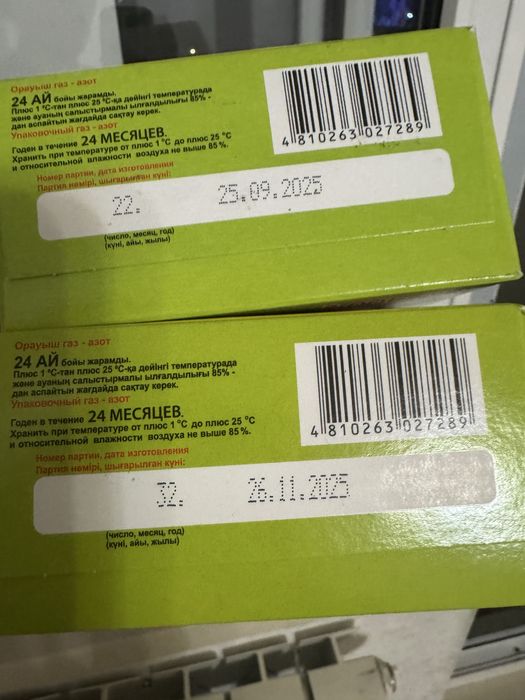 Орауыш газ - азот
24 АЙ бойы жарамды.
Плюс 1 °С-тан плюс 25 °С-қа дейінгі температурада
және ауаның салыстырмалы ылғалдылығы 85% -
дан аспайтын жағдайда сақтау керек.
Упаковочный газ - азот
Годен в течение 24 МЕСЯЦЕВ.
Хранить при температуре от плюс 1 °С до плюс 25 °С
и относительной влажности воздуха не выше 85 %.
4 810263 027289
Номер партии, дата изготовления
Партия нөмірі, шығарылған күні:
22. 25.09.2025
(число, месяц, год)
(күні, айы, жылы)
Орауыш газ - азот
24 АЙ бойы жарамды.
Плюс 1 °С-тан плюс 25 °С-қа дейінгі температурада
және ауаның салыстырмалы ылғалдылығы 85% -
дан аспайтын жағдайда сақтау керек.
Упаковочный газ - азот
Годен в течение 24 МЕСЯЦЕВ.
Хранить при температуре от плюс 1 °С до плюс 25 °С
и относительной влажности воздуха не выше 85 %.
4 810263 027289
Номер партии, дата изготовления
Партия нөмірі, шығарылған күні:
32. 26.11.2025
(число, месяц, год)
(күні, айы, жылы)